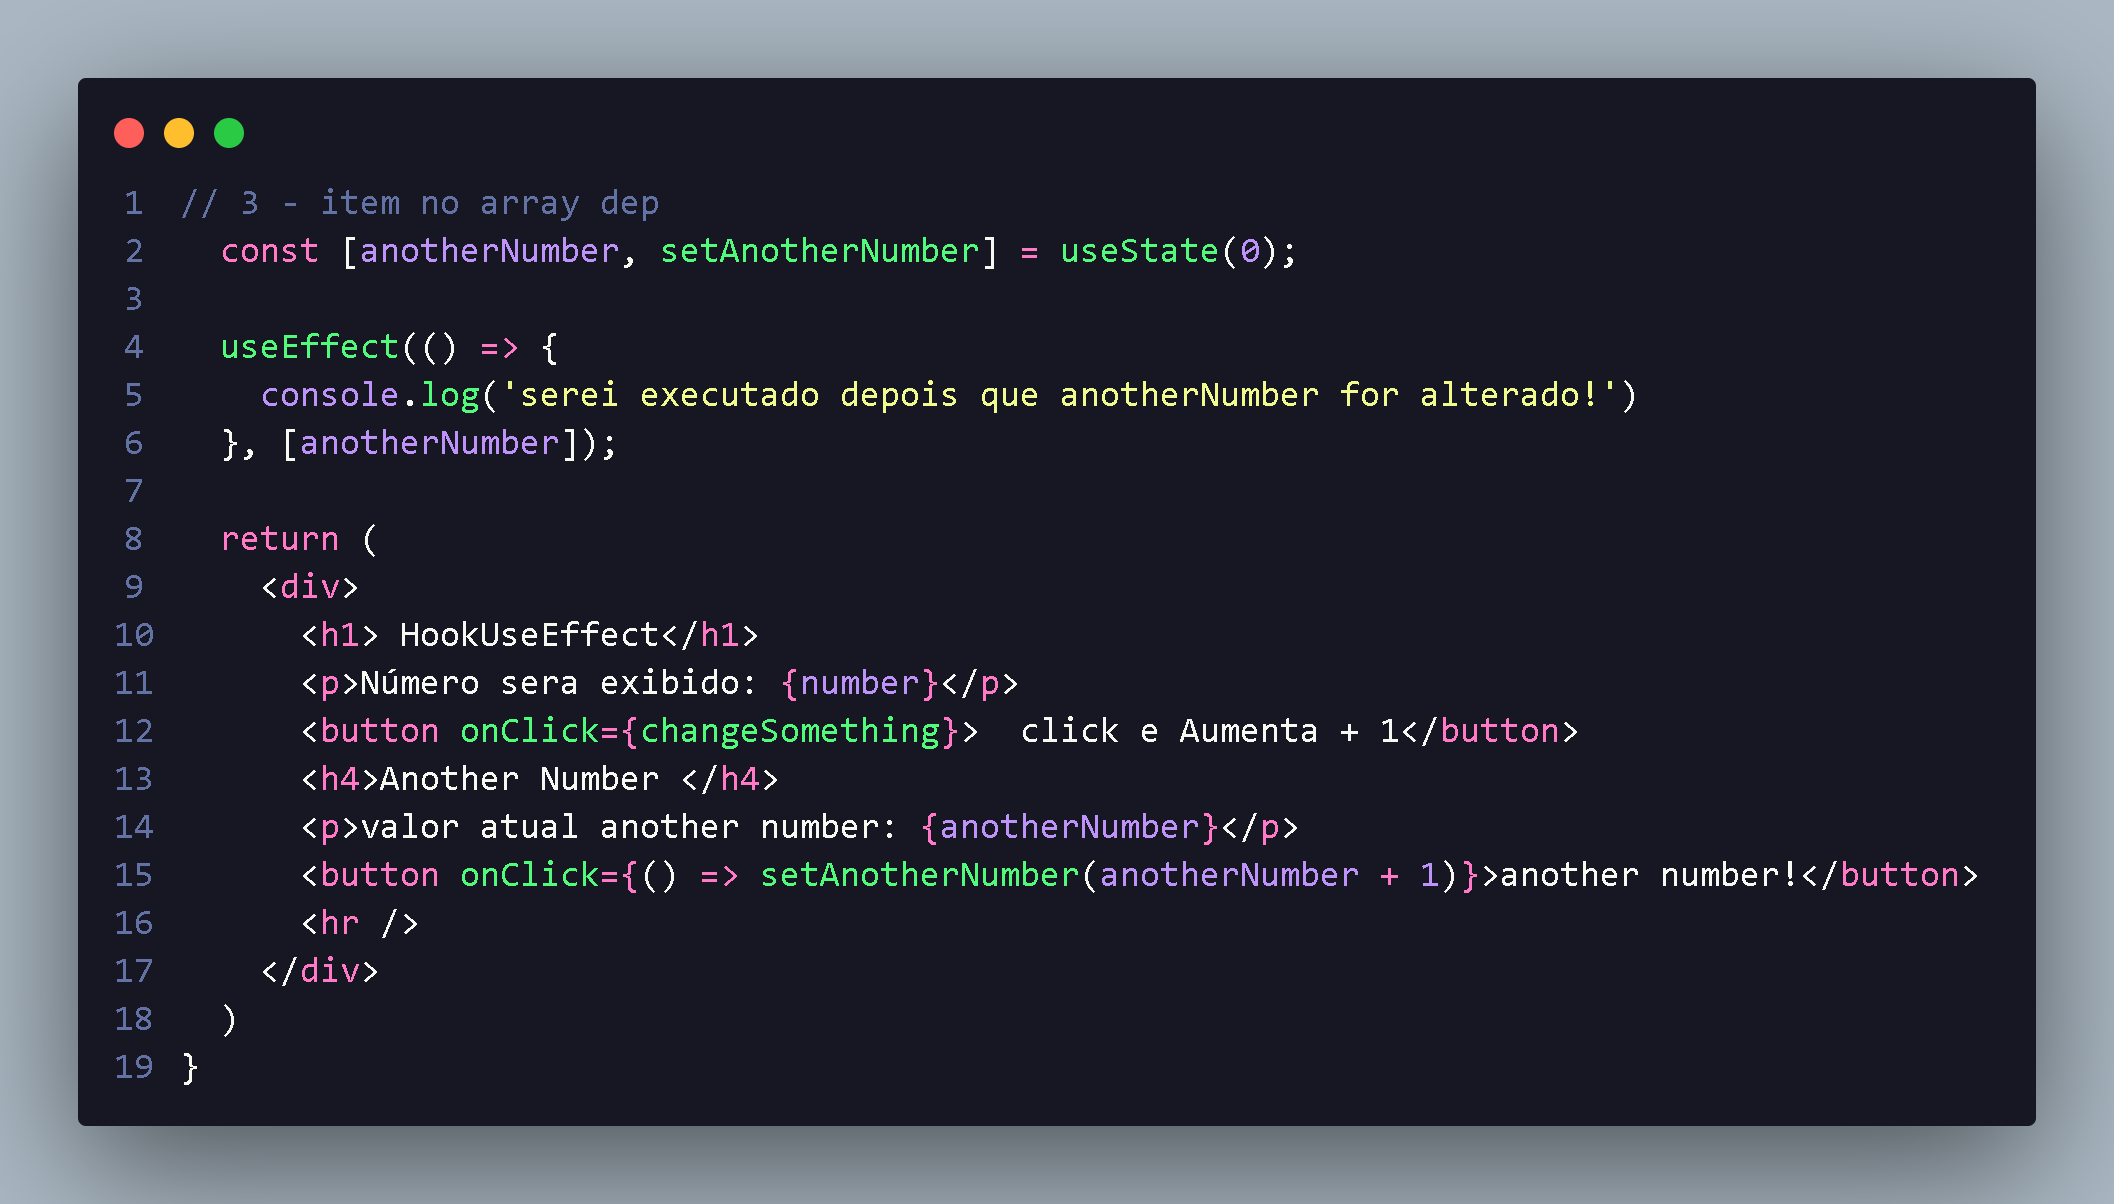 1 // 3 - item no array dep
2   const [anotherNumber, setAnotherNumber] = useState(0);
3
4   useEffect(() => {
5     console.log('serei executado depois que anotherNumber for alterado!')
6   }, [anotherNumber]);
7
8   return (
9     <div>
10       <h1> HookUseEffect</h1>
11       <p>Número sera exibido: {number}</p>
12       <button onClick={changeSomething}>  click e Aumenta + 1</button>
13       <h4>Another Number </h4>
14       <p>valor atual another number: {anotherNumber}</p>
15       <button onClick={() => setAnotherNumber(anotherNumber + 1)}>another number!</button>
16       <hr />
17     </div>
18   )
19 }